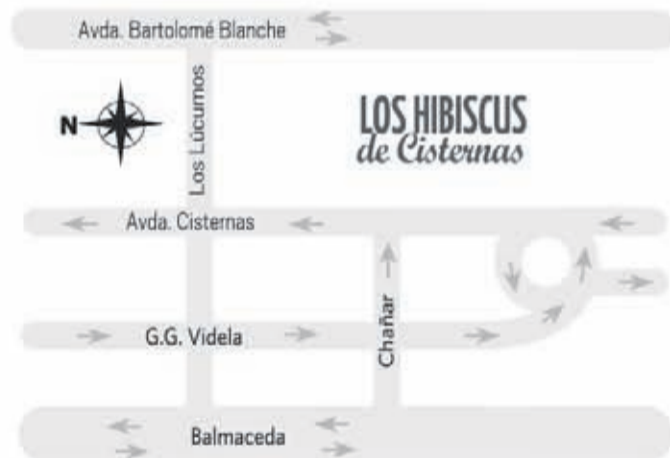 Avda. Bartolomé Blanche
Los Lúcumos
N
LOS HIBISCUS
de Cisternas
Avda. Cisternas
G.G. Videla
Chañar
Balmaceda